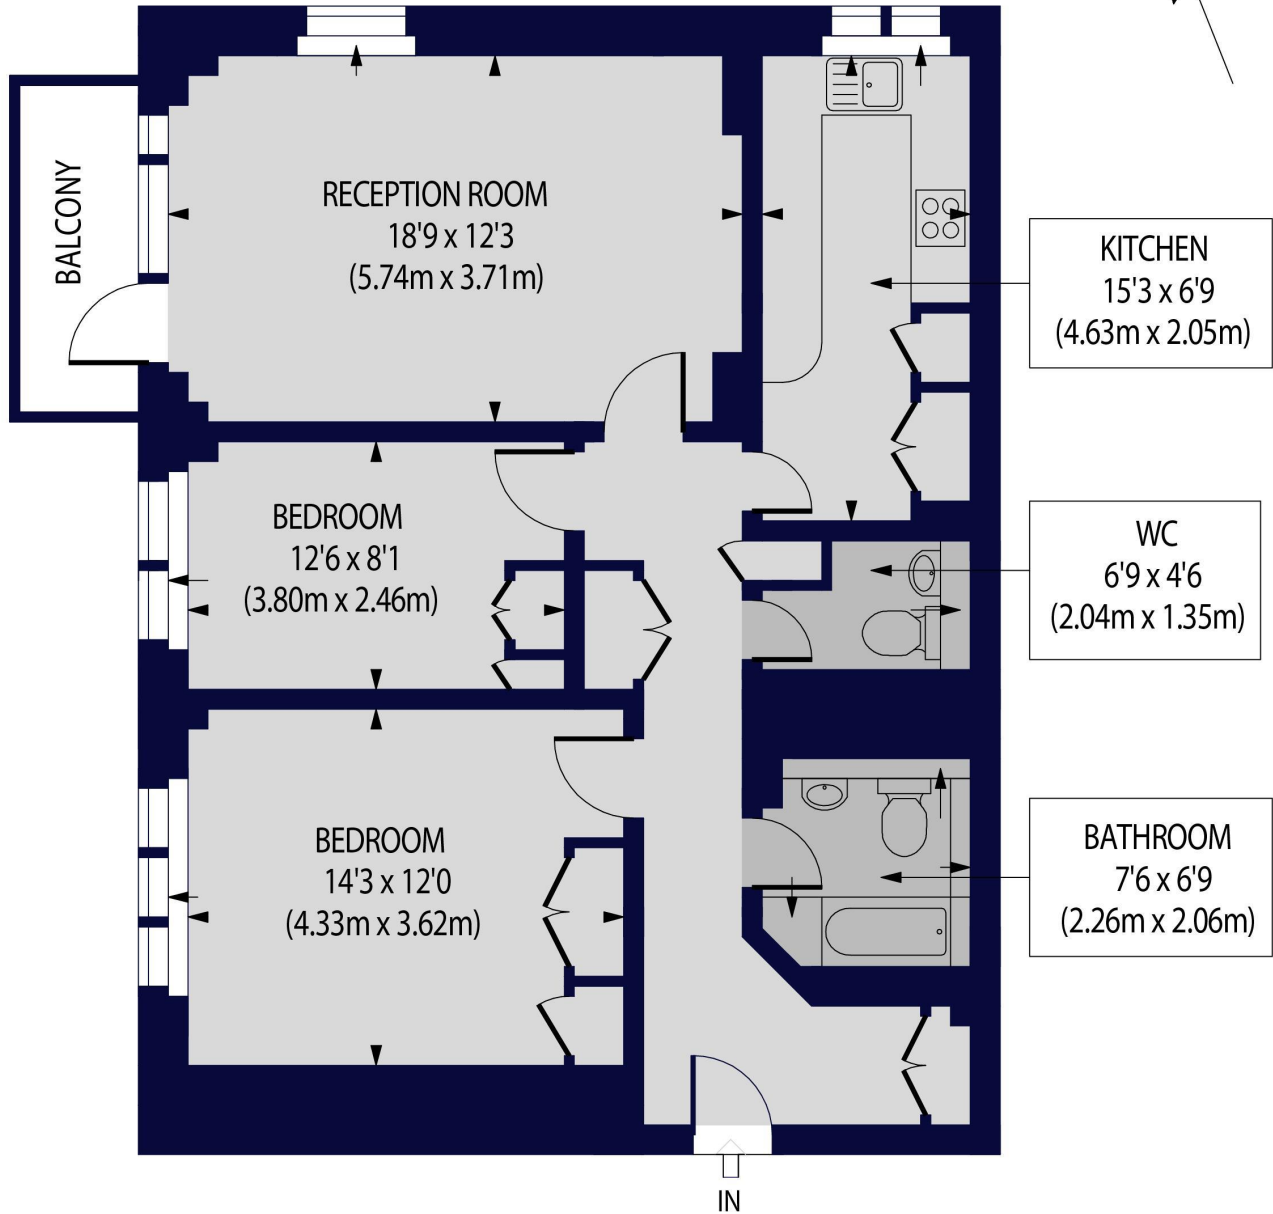 BALCONY
RECEPTION ROOM
18'9 x 12'3
(5.74m x 3.71m)
KITCHEN
15'3 x 6'9
(4.63m x 2.05m)
BEDROOM
12'6 x 8'1
(3.80m x 2.46m)
WC
6'9 x 4'6
(2.04m x 1.35m)
BEDROOM
14'3 x 12'0
(4.33m x 3.62m)
BATHROOM
7'6 x 6'9
(2.26m x 2.06m)
IN